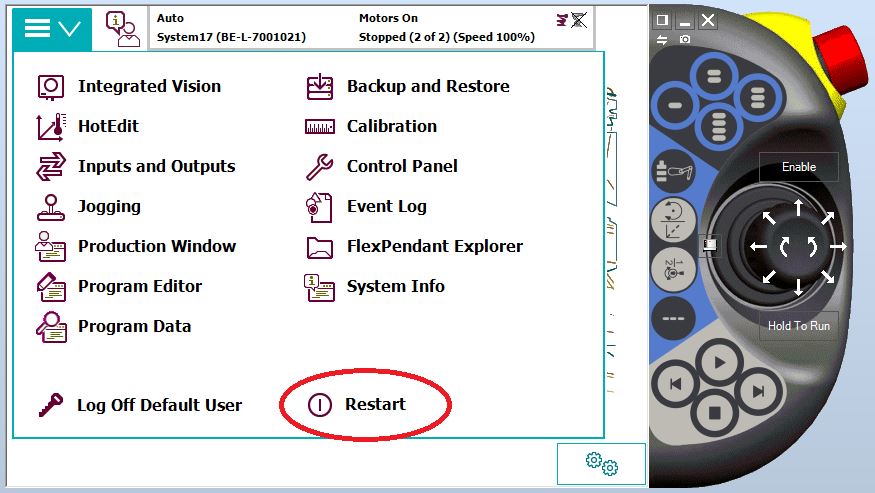 Auto
System17 (BE-L-7001021)
Motors On
Stopped (2 of 2) (Speed 100%)
Integrated Vision
HotEdit
Inputs and Outputs
Jogging
Production Window
Program Editor
Program Data
Log Off Default User
Backup and Restore
Calibration
Control Panel
Event Log
FlexPendant Explorer
System Info
Restart
Enable
Hold To Run